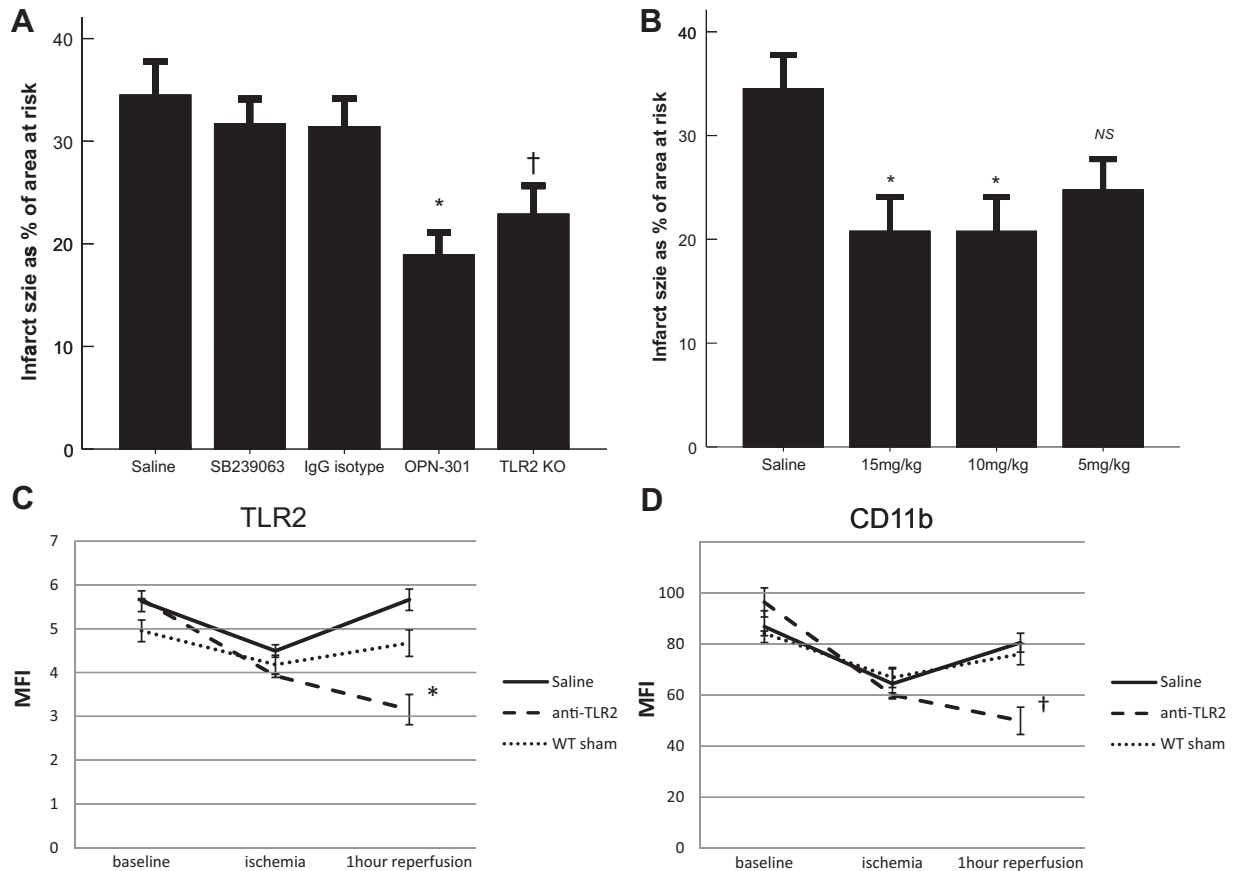 A
Infarct szie as % of area at risk
40
30
20
10
0
*
†
Saline SB239063 IgG isotype OPN-301 TLR2 KO
B
Infarct szie as % of area at risk
40
30
20
10
0
*
*
NS
Saline 15mg/kg 10mg/kg 5mg/kg
C
TLR2
MFI
7
6
5
4
3
2
1
0
*
baseline ischemia 1hour reperfusion
Saline
anti-TLR2
WT sham
D
CD11b
MFI
100
80
60
40
20
0
†
baseline ischemia 1hour reperfusion
Saline
anti-TLR2
WT sham